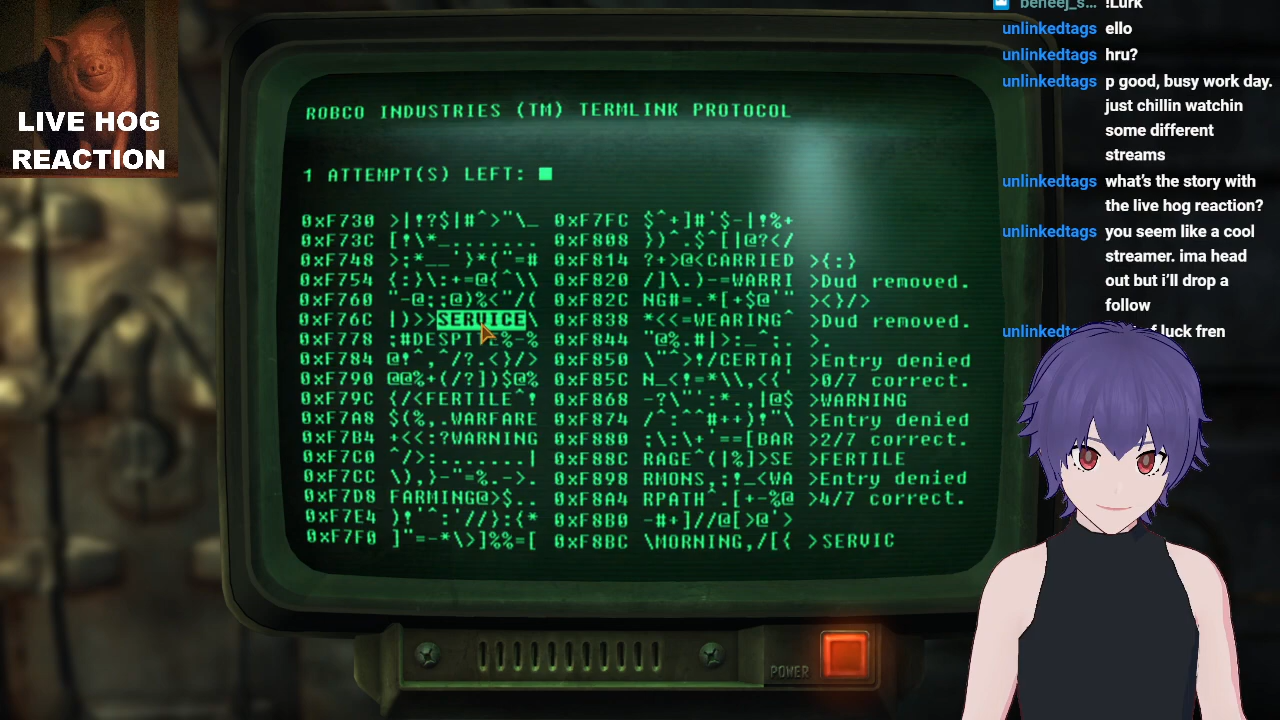 LIVE HOG
REACTION
ROBCO INDUSTRIES (TM) TERMLINK PROTOCOL
1 ATTEMPT(S) LEFT:
0xF730 >|!?$|#^>"\_ 0xF7FC $^+]#'$-|!%+
0xF73C [!\*_....... 0xF808 })^.$^[|@?</
0xF748 >:*__'}*("=# 0xF814 ?+>@<CARRIED >{:}
0xF754 {:}\:+=@{^\\ 0xF820 /]\.)-=WARRI >Dud removed.
0xF760 "-@;;@)%<"/( 0xF82C NG#=.*[+$@'" ><}/>
0xF76C |)>>SERVICE\ 0xF838 *<<=WEARING^ >Dud removed.
0xF778 ;#DESPITE%-% 0xF844 "@%.#|>:_^;. >.
0xF784 @!^,^/?.<}/> 0xF850 \"^>!/CERTAI >Entry denied
0xF790 @@%+(/?])$@% 0xF85C N_<!=*\\,<{' >0/7 correct.
0xF79C {/<FERTILE^! 0xF868 -?\"':*.,|@$ >WARNING
0xF7A8 $(%,.WARFARE 0xF874 /^:^^#++)!"\ >Entry denied
0xF7B4 +<<:?WARNING 0xF880 ;\:\+'==[BAR >2/7 correct.
0xF7C0 ^/>:.......| 0xF88C RAGE^(|%]>SE >FERTILE
0xF7CC \),}-"=%.->. 0xF898 RMONS,:!_<WA >Entry denied
0xF7D8 FARMING@>$.. 0xF8A4 RPATH^.[+-%@ >4/7 correct.
0xF7E4 )!'^:'//}:{* 0xF8B0 -#+]//@[>@'>
0xF7F0 ]"=-*\>]%%=[ 0xF8BC \MORNING,/[{ >SERVIC
POWER
!Lurk
unlinkedtags ello
unlinkedtags hru?
unlinkedtags p good, busy work day.
just chillin watchin
some different
streams
unlinkedtags what's the story with
the live hog reaction?
unlinkedtags you seem like a cool
streamer. ima head
out but i'll drop a
follow
luck fren